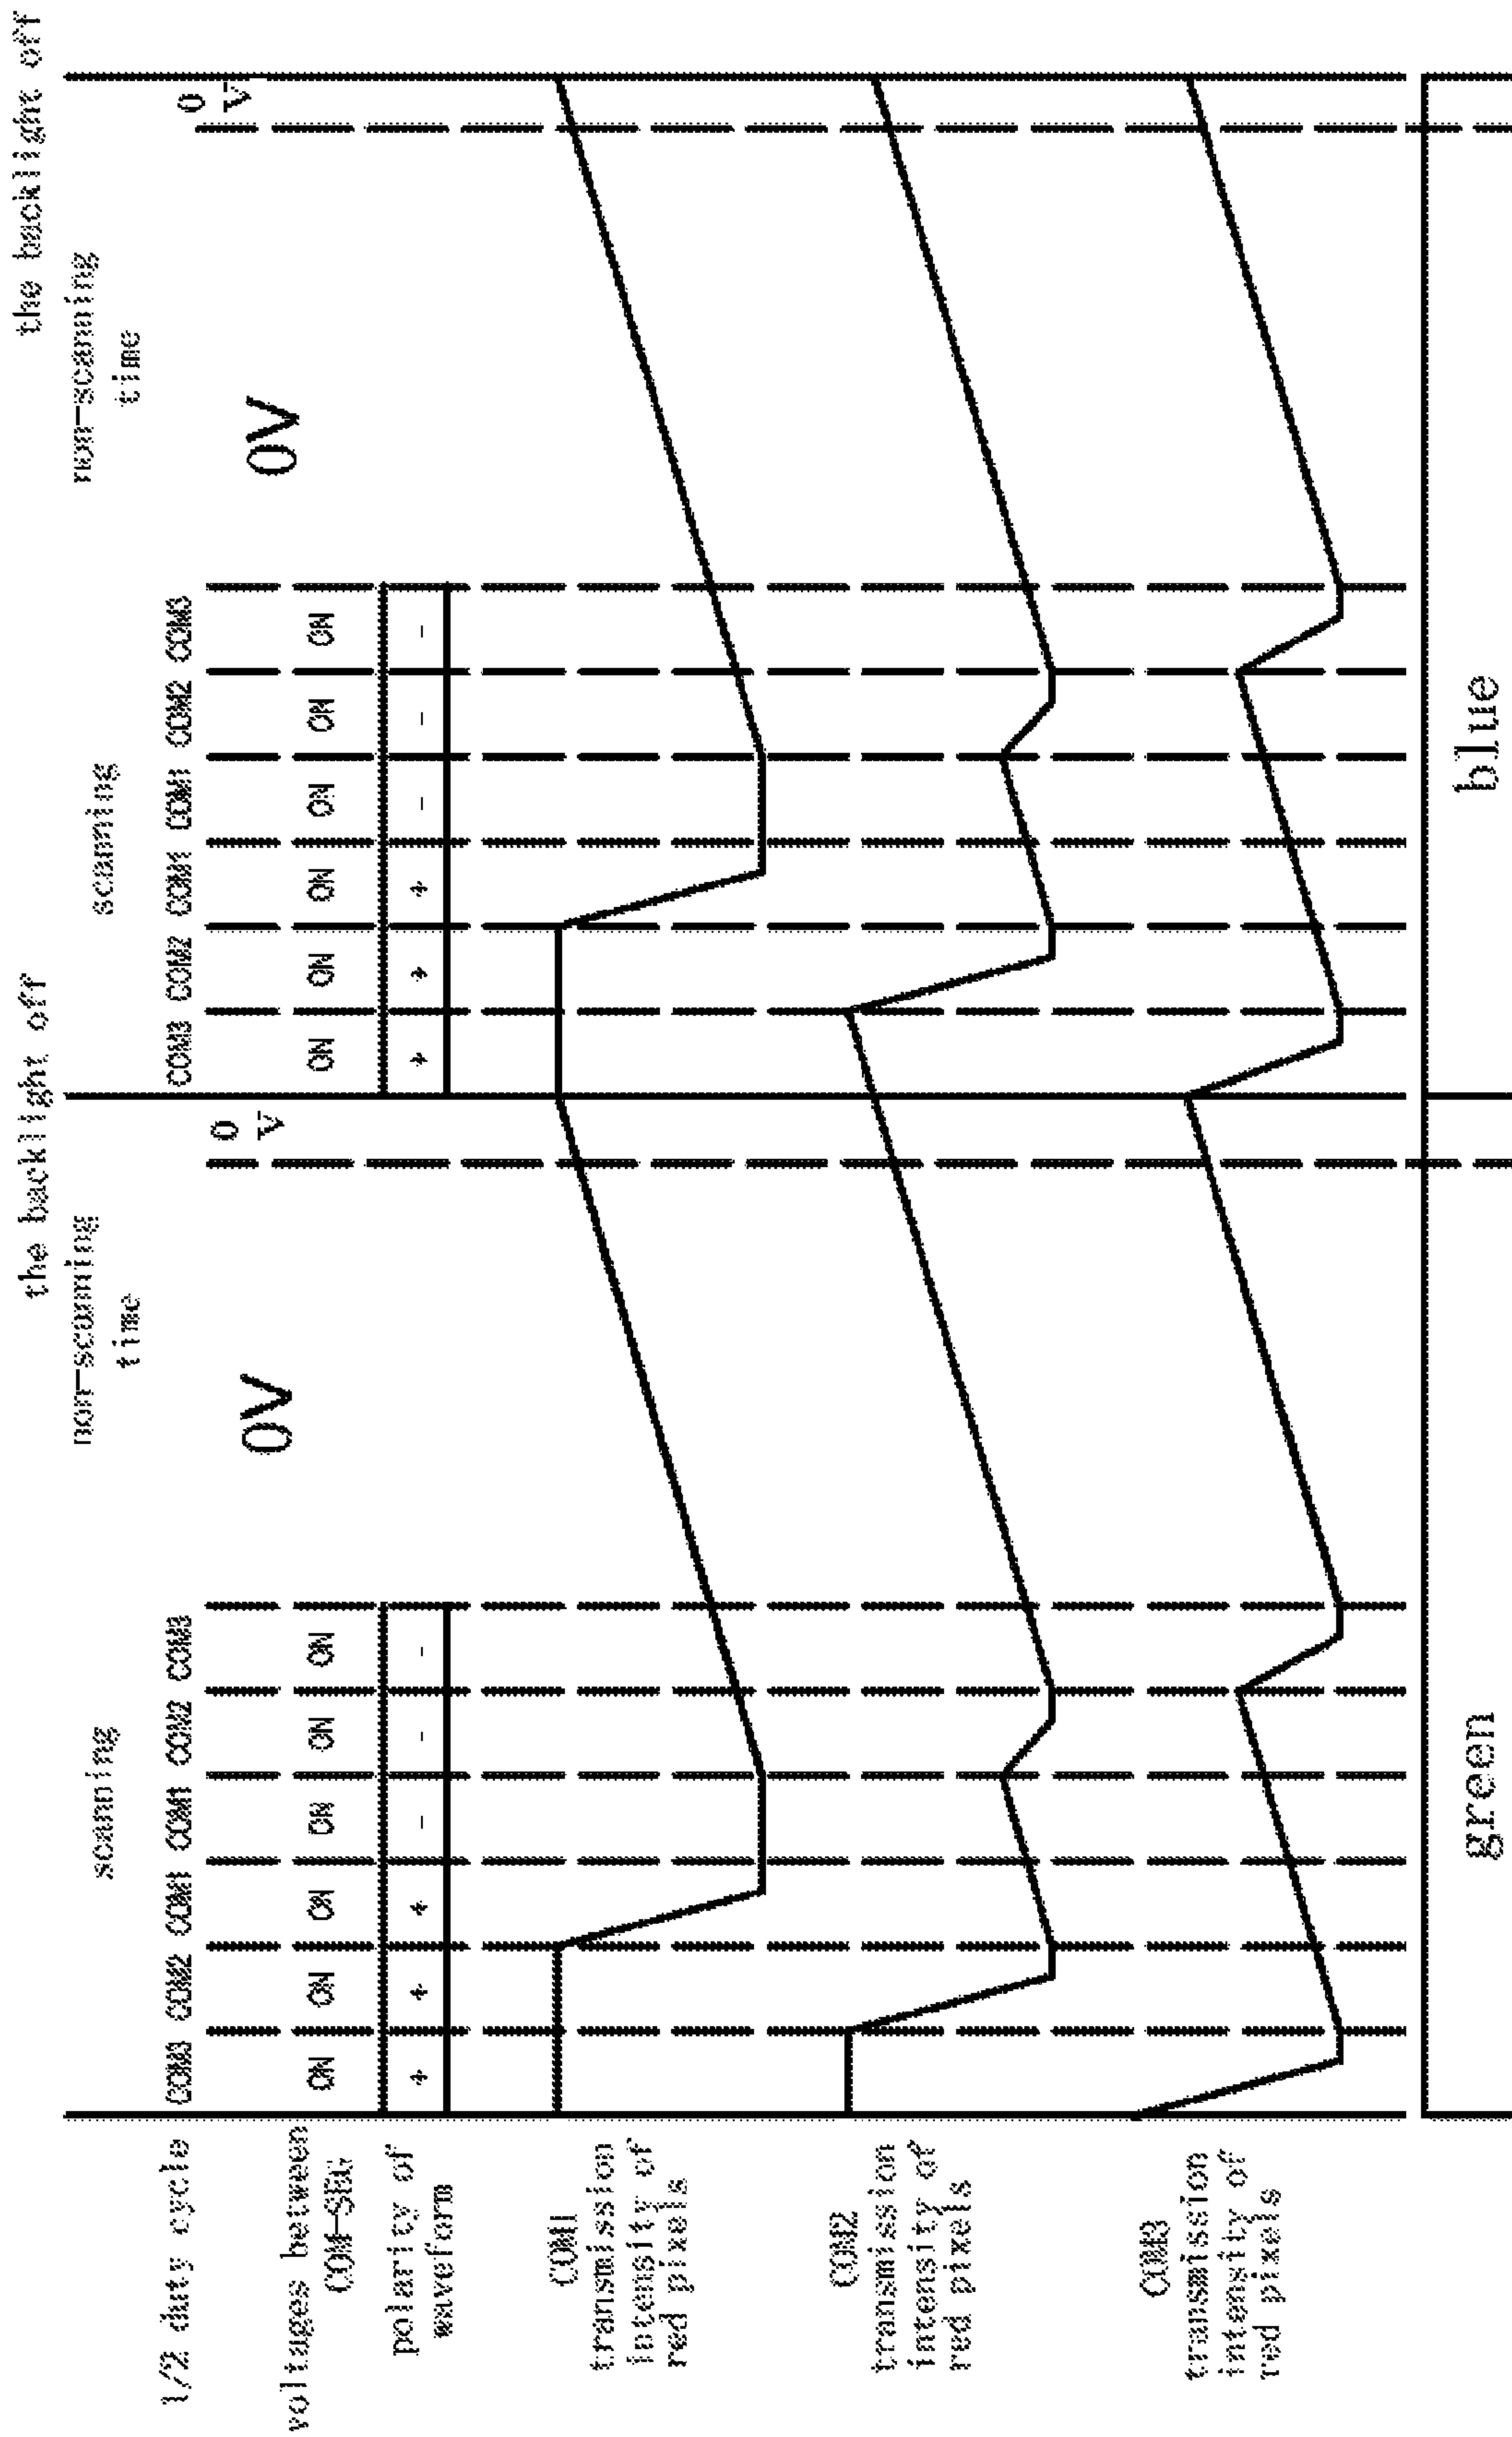 the backlight off
the backlight off
scanning
non-scanning
time
scanning
non-scanning
time
1/2 duty cycle
COM3 COM2 COM1 COM1 COM2 COM3
COM3 COM2 COM1 COM1 COM2 COM3
0V
0
V
0V
0
V
voltages between
COM-SEG
ON ON ON ON ON ON
ON ON ON ON ON ON
polarity of
waveform
+ + + - - -
+ + + - - -
COM1
transmission
intensity of
red pixels
COM2
transmission
intensity of
red pixels
COM3
transmission
intensity of
red pixels
green
blue